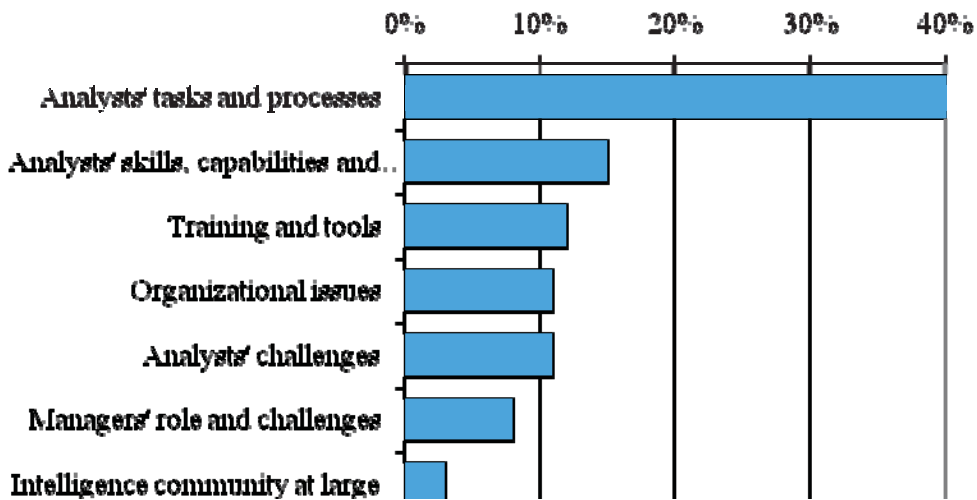 0% 10% 20% 30% 40%
Analysts' tasks and processes
Analysts' skills, capabilities and...
Training and tools
Organizational issues
Analysts' challenges
Managers' role and challenges
Intelligence community at large